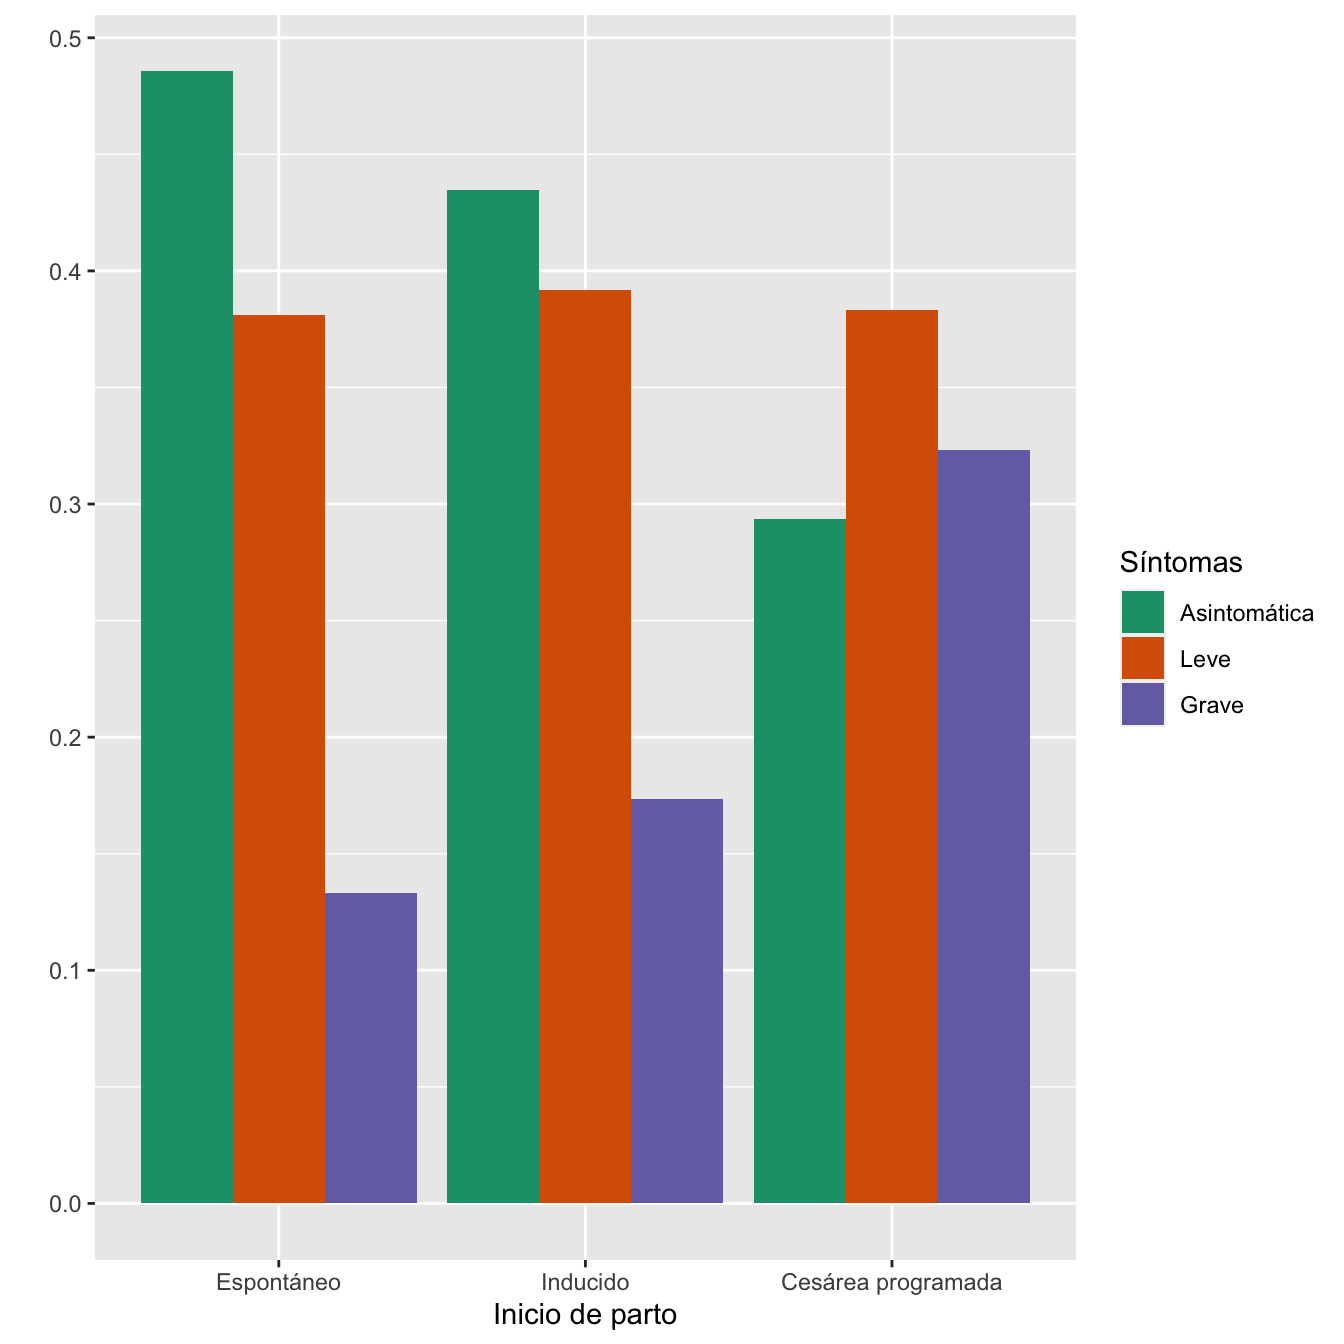 0.5
0.4
0.3
0.2
0.1
0.0
Espontáneo
Inducido
Cesárea programada
Inicio de parto
Síntomas
Asintomática
Leve
Grave